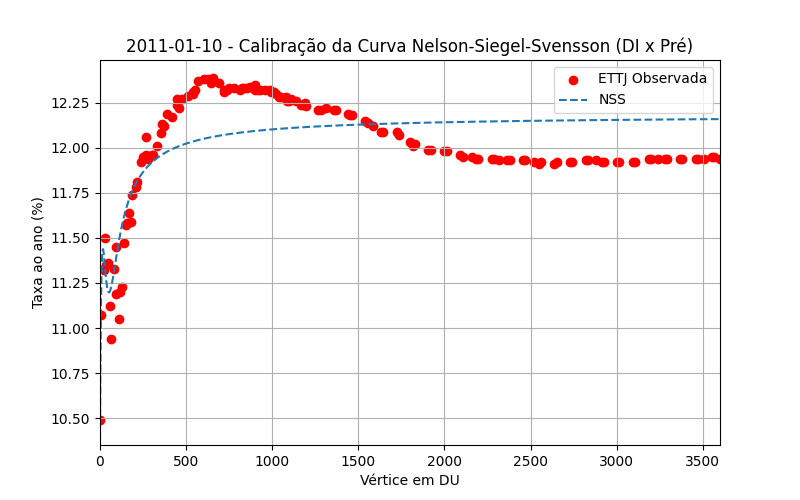 2011-01-10 - Calibração da Curva Nelson-Siegel-Svensson (DI x Pré)
ETTJ Observada
NSS
12.25
12.00
11.75
11.50
11.25
11.00
10.75
10.50
Taxa ao ano (%)
0 500 1000 1500 2000 2500 3000 3500
Vértice em DU